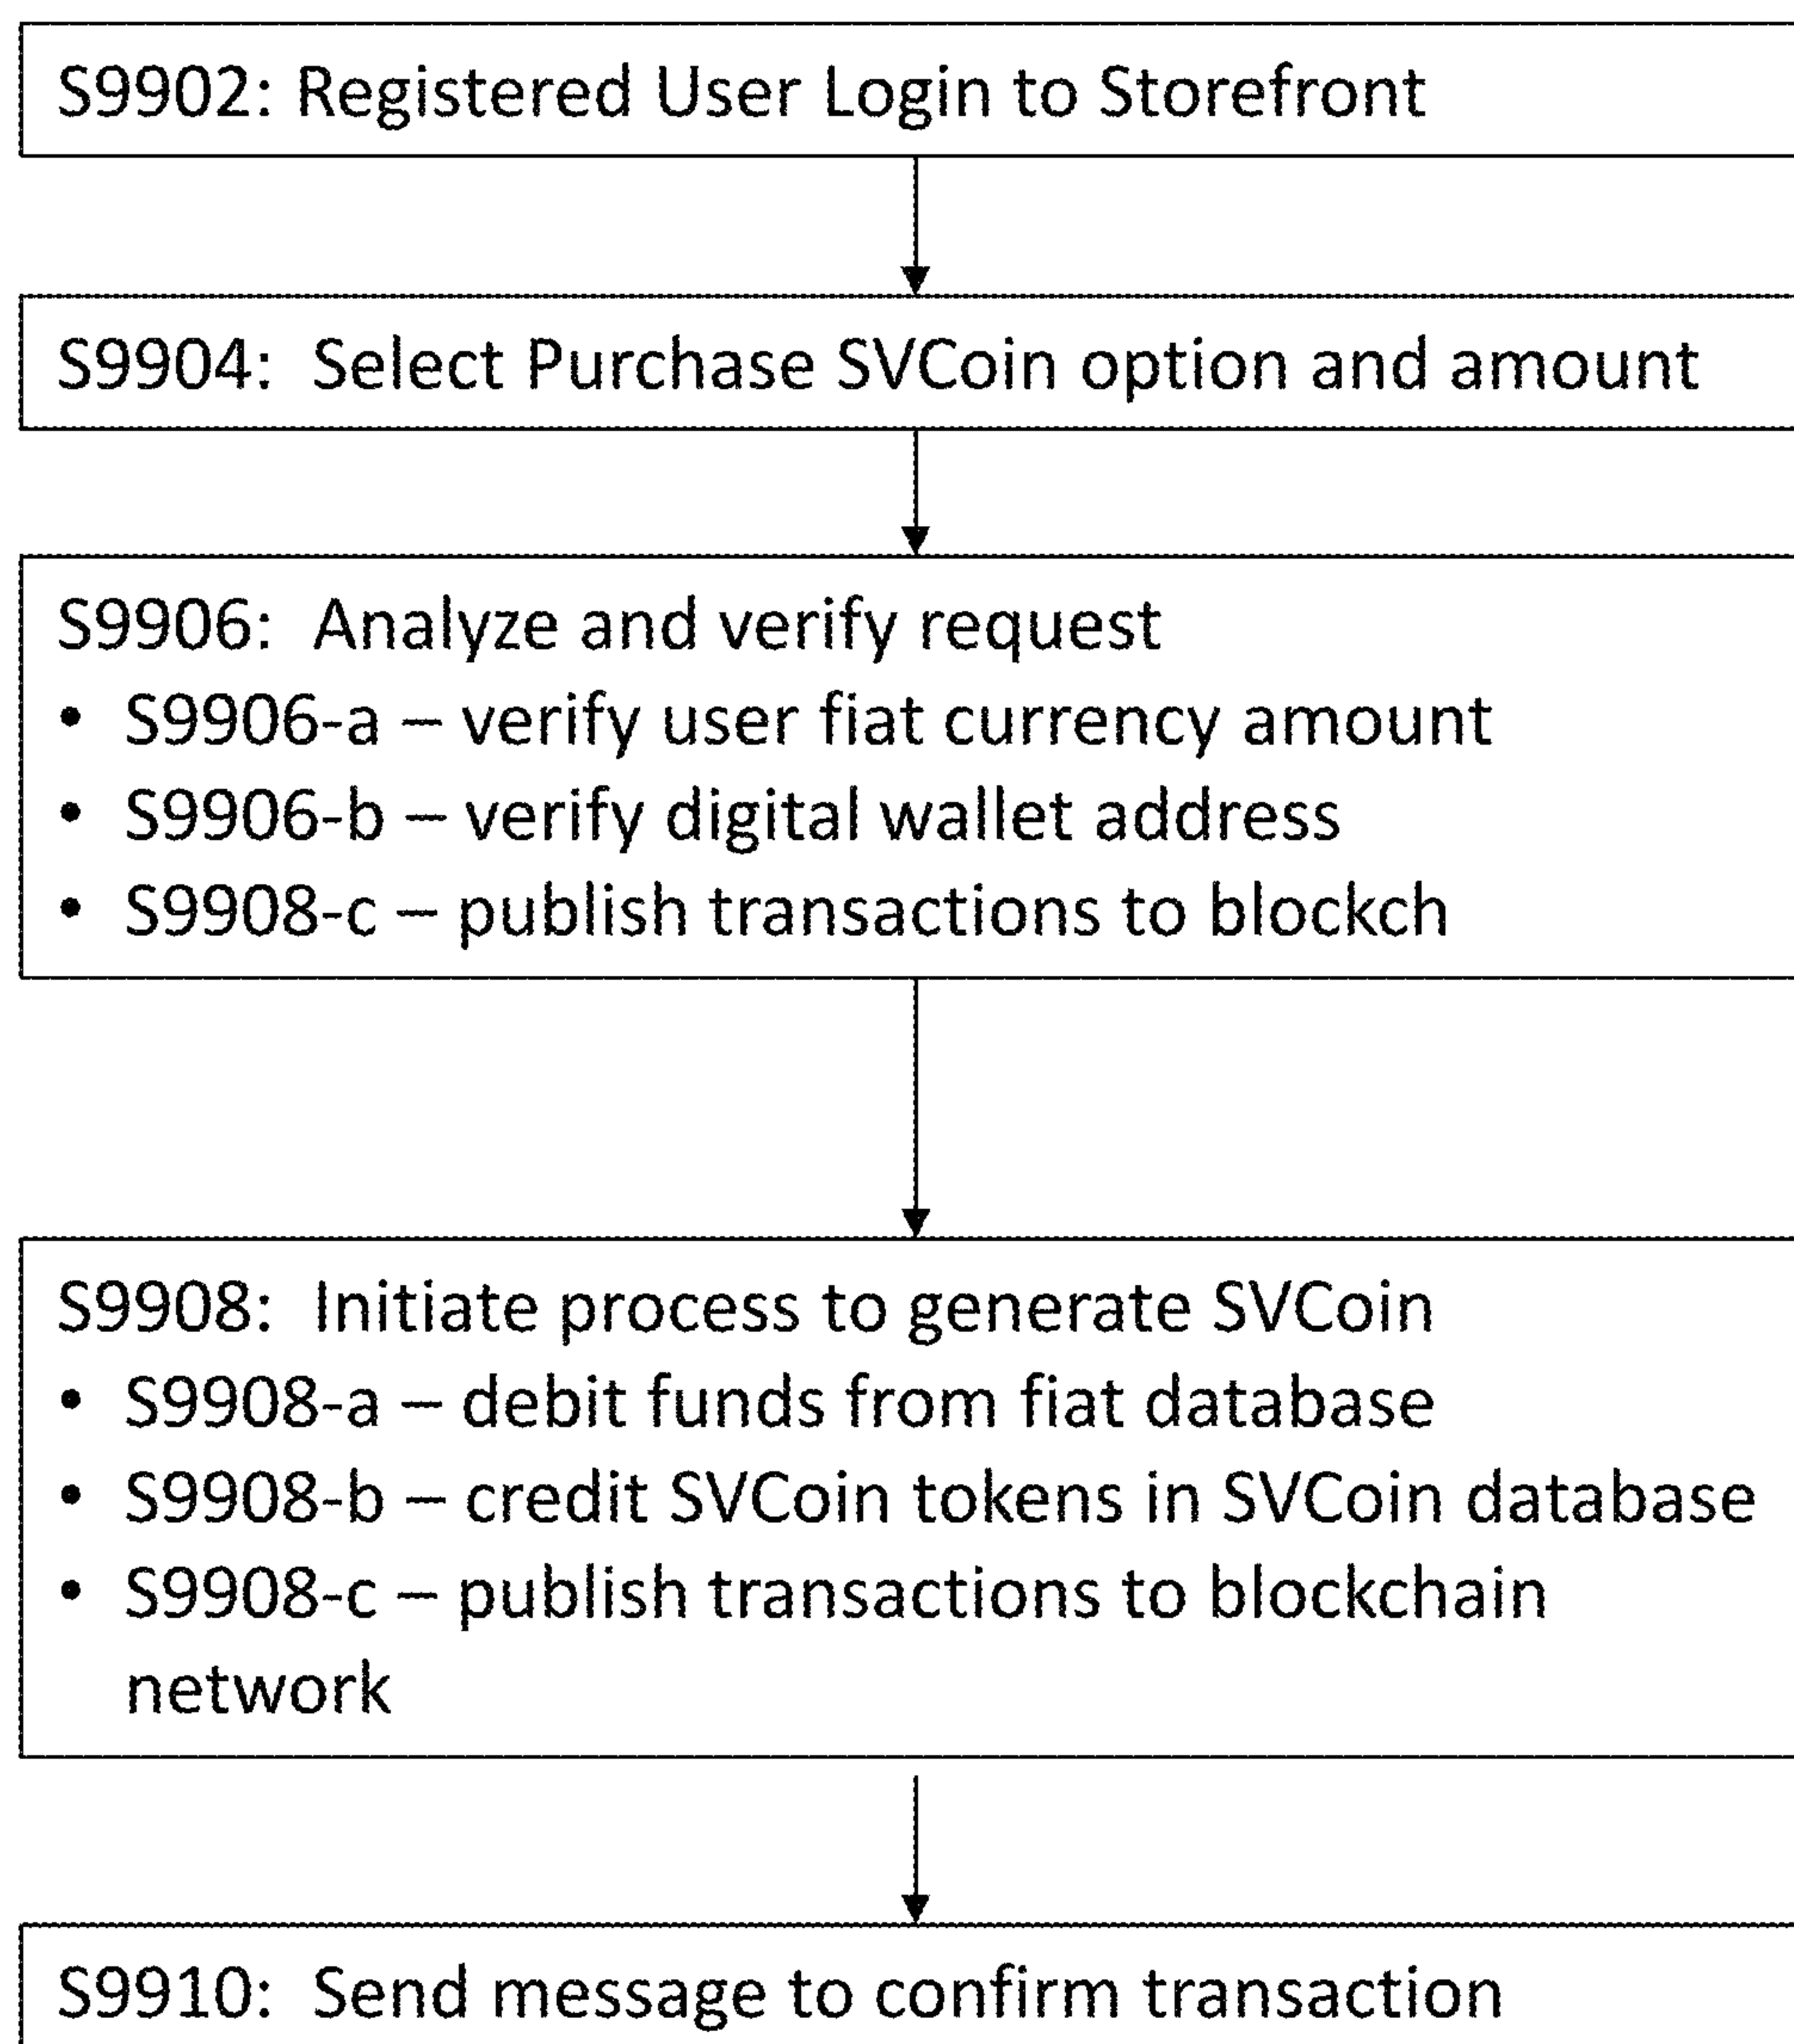 S9902: Registered User Login to Storefront
S9904: Select Purchase SVCoin option and amount
S9906: Analyze and verify request
• S9906-a – verify user fiat currency amount
• S9906-b – verify digital wallet address
• S9908-c – publish transactions to blockch
S9908: Initiate process to generate SVCoin
• S9908-a – debit funds from fiat database
• S9908-b – credit SVCoin tokens in SVCoin database
• S9908-c – publish transactions to blockchain
network
S9910: Send message to confirm transaction